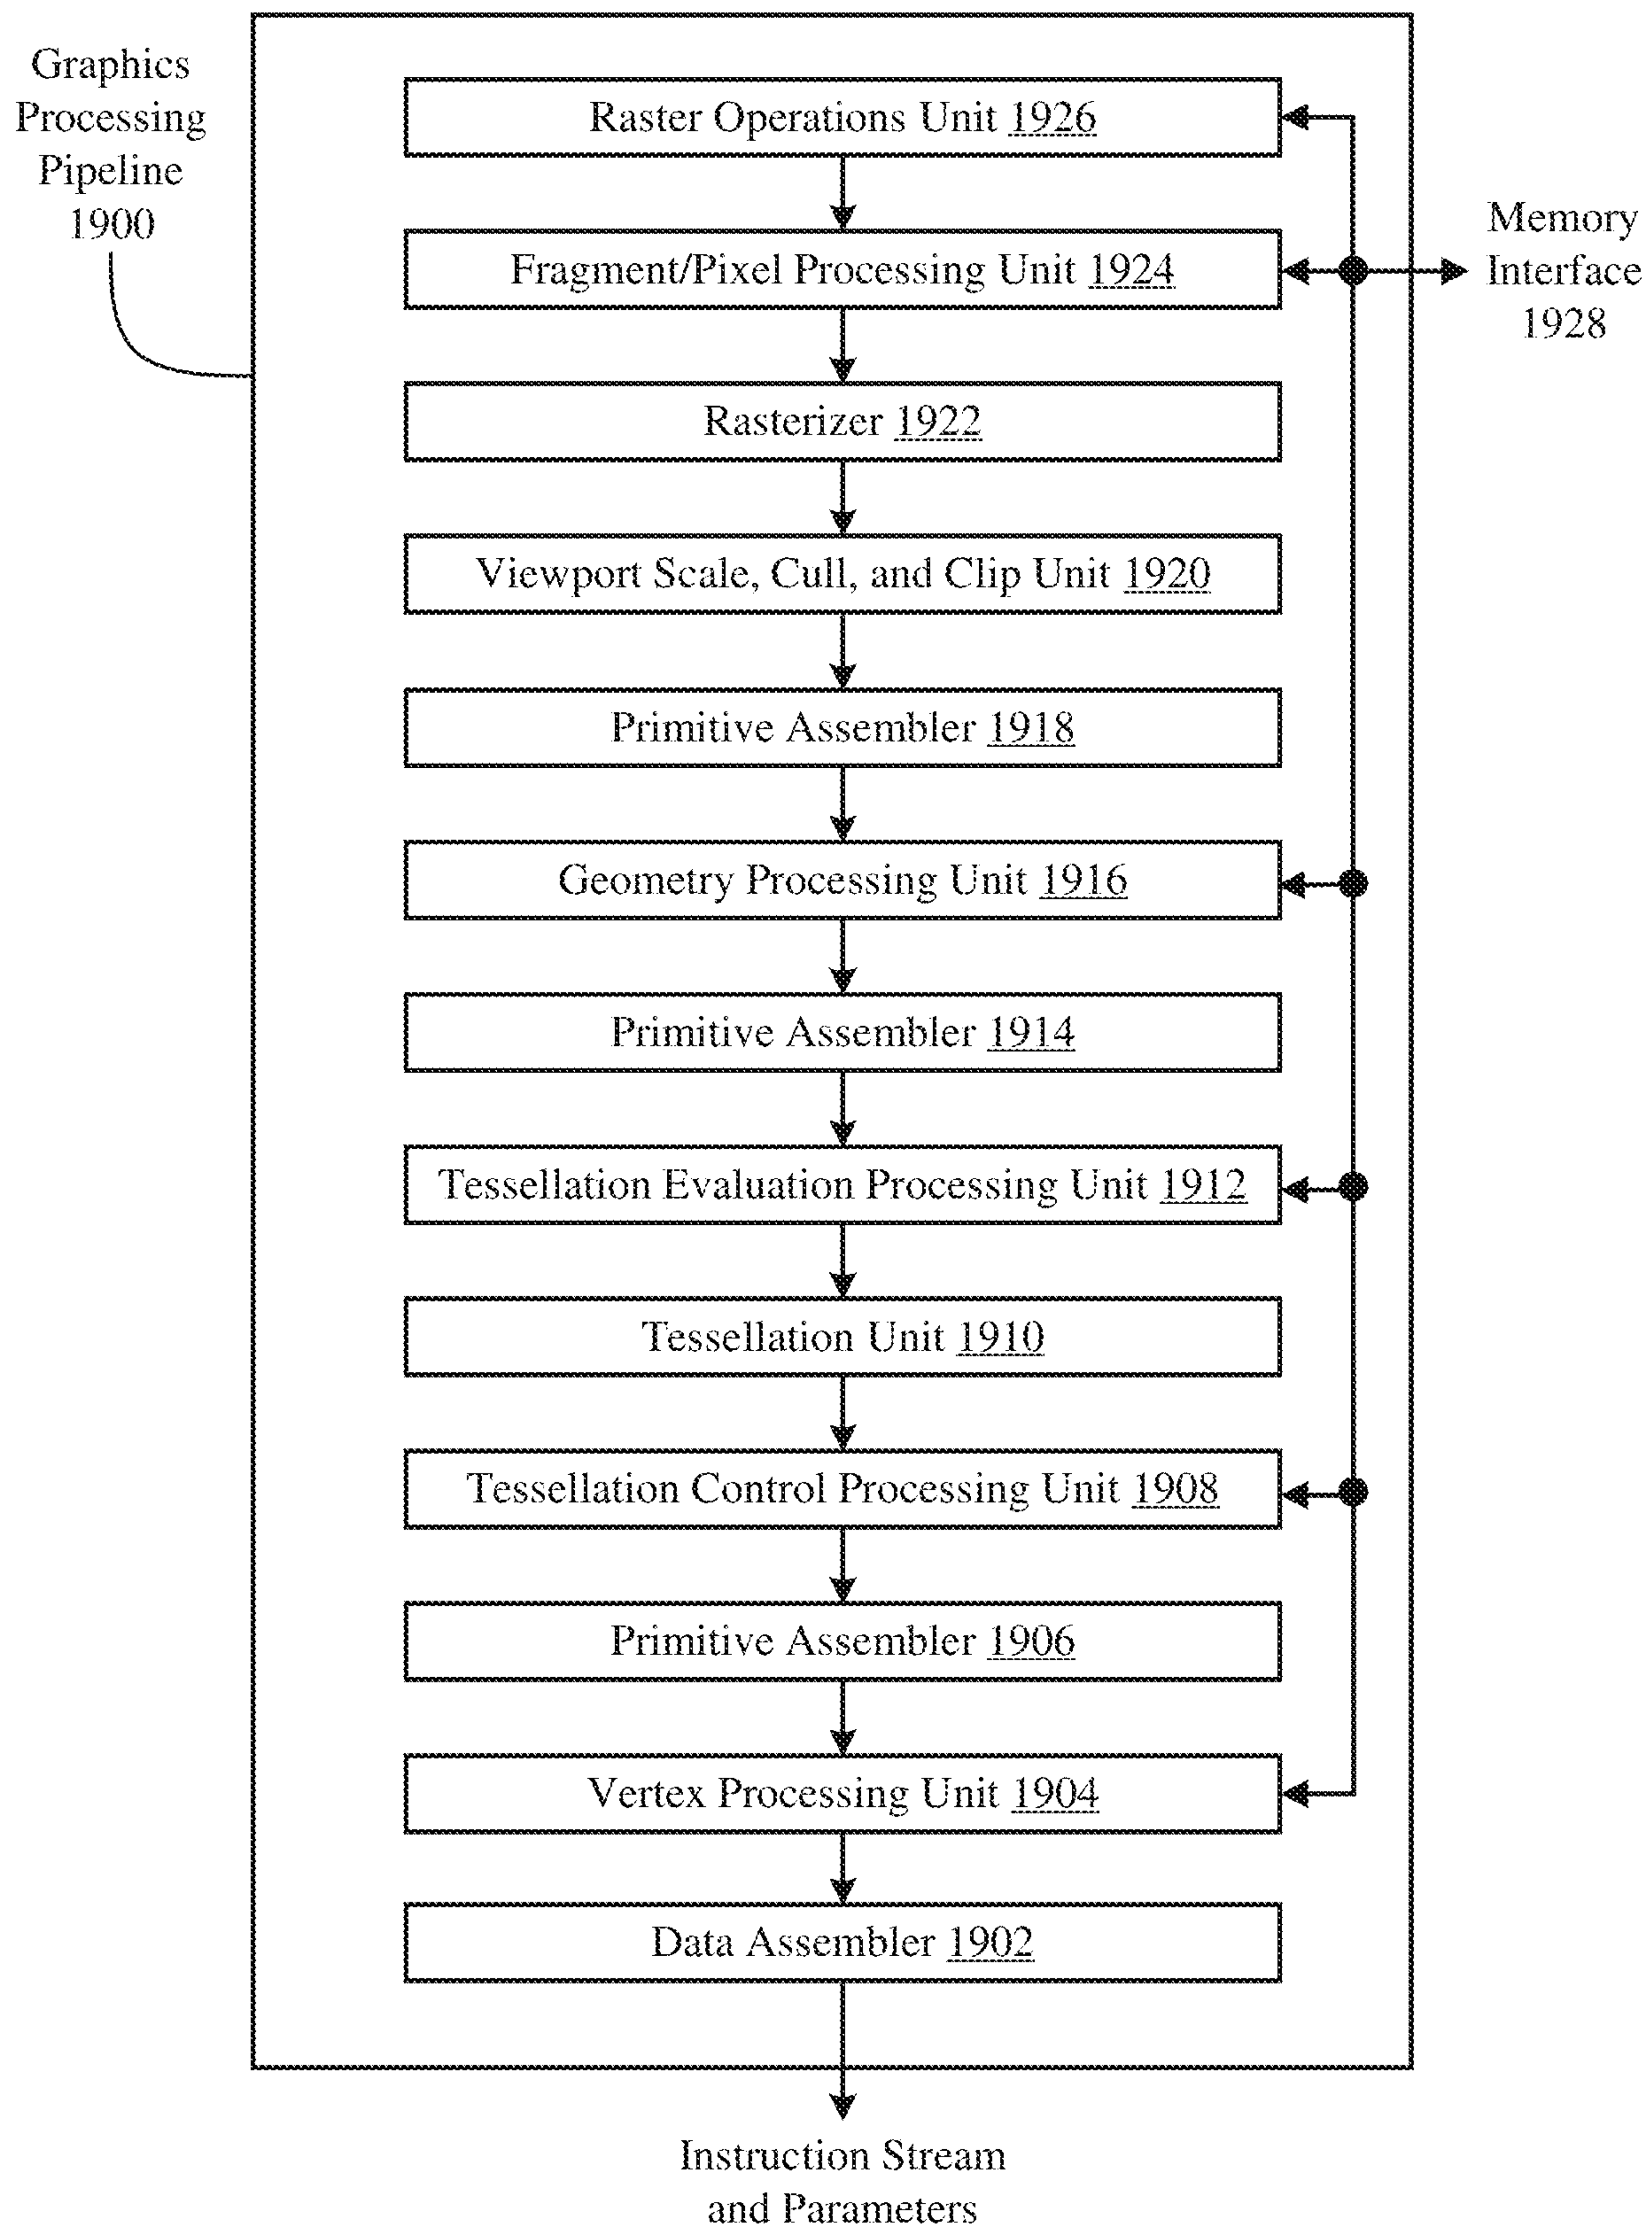 Graphics
Processing
Pipeline
1900
Raster Operations Unit 1926
Fragment/Pixel Processing Unit 1924
Memory
Interface
1928
Rasterizer 1922
Viewport Scale, Cull, and Clip Unit 1920
Primitive Assembler 1918
Geometry Processing Unit 1916
Primitive Assembler 1914
Tessellation Evaluation Processing Unit 1912
Tessellation Unit 1910
Tessellation Control Processing Unit 1908
Primitive Assembler 1906
Vertex Processing Unit 1904
Data Assembler 1902
Instruction Stream
and Parameters